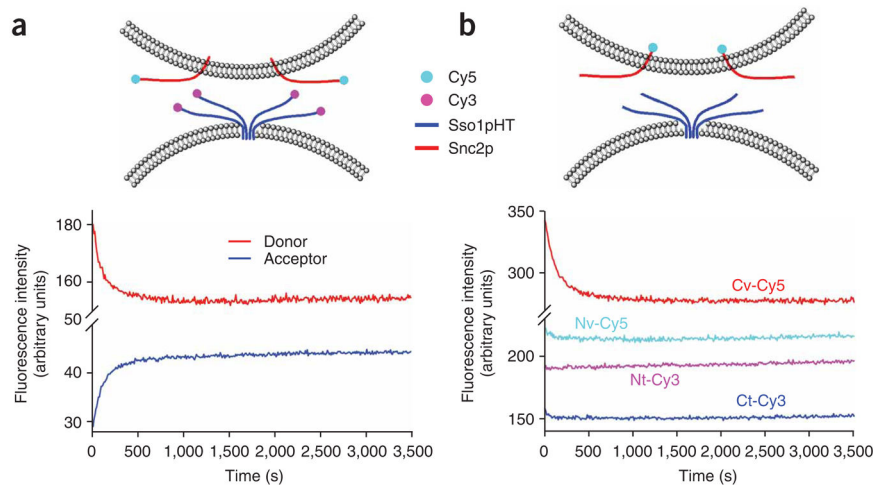 a
b
Cy5
Cy3
Sso1pHT
Snc2p
Fluorescence intensity
(arbitrary units)
180
160
50
40
30
Donor
Acceptor
0 500 1,000 1,500 2,000 2,500 3,000 3,500
Time (s)
Fluorescence intensity
(arbitrary units)
350
300
200
150
Cv-Cy5
Nv-Cy5
Nt-Cy3
Ct-Cy3
0 500 1,000 1,500 2,000 2,500 3,000 3,500
Time (s)